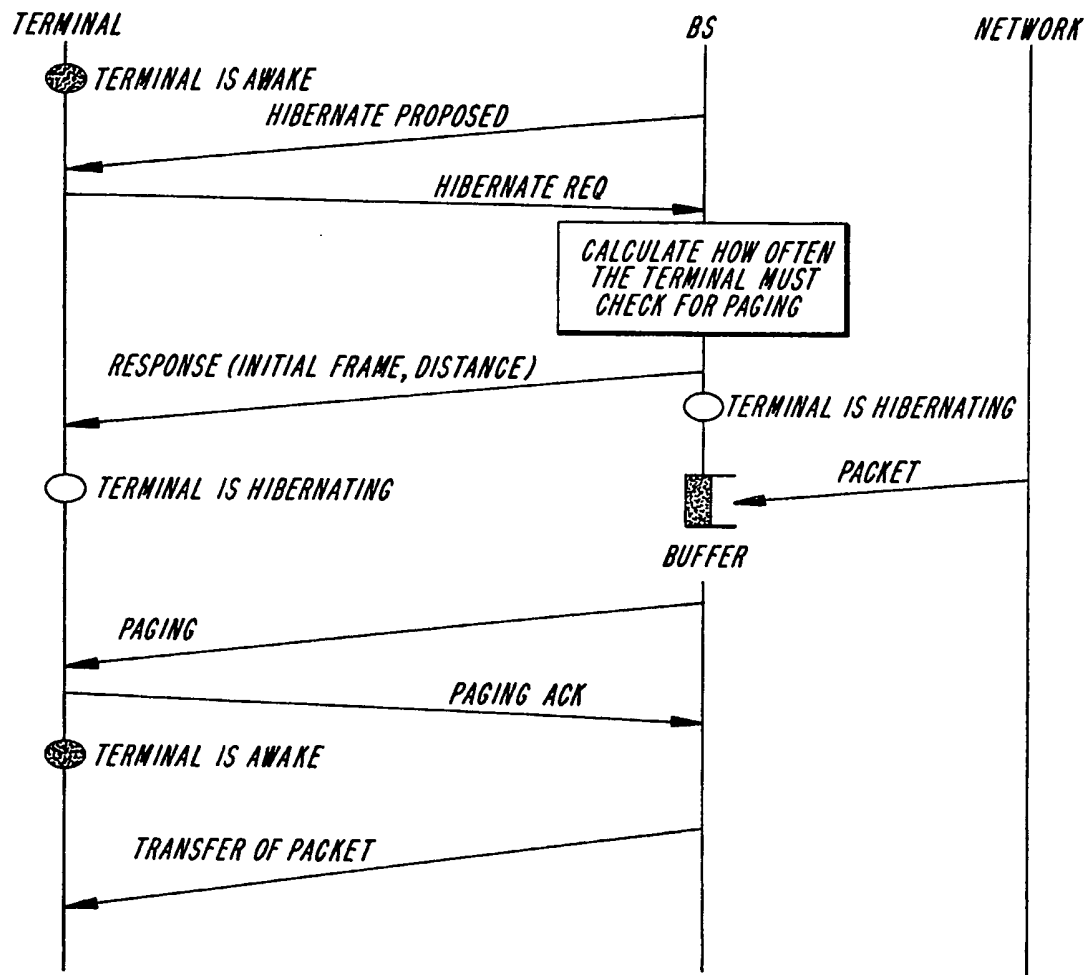 TERMINAL
BS
NETWORK
TERMINAL IS AWAKE
HIBERNATE PROPOSED
HIBERNATE REQ
CALCULATE HOW OFTEN
THE TERMINAL MUST
CHECK FOR PAGING
RESPONSE (INITIAL FRAME, DISTANCE)
TERMINAL IS HIBERNATING
PACKET
TERMINAL IS HIBERNATING
BUFFER
PAGING
PAGING ACK
TERMINAL IS AWAKE
TRANSFER OF PACKET